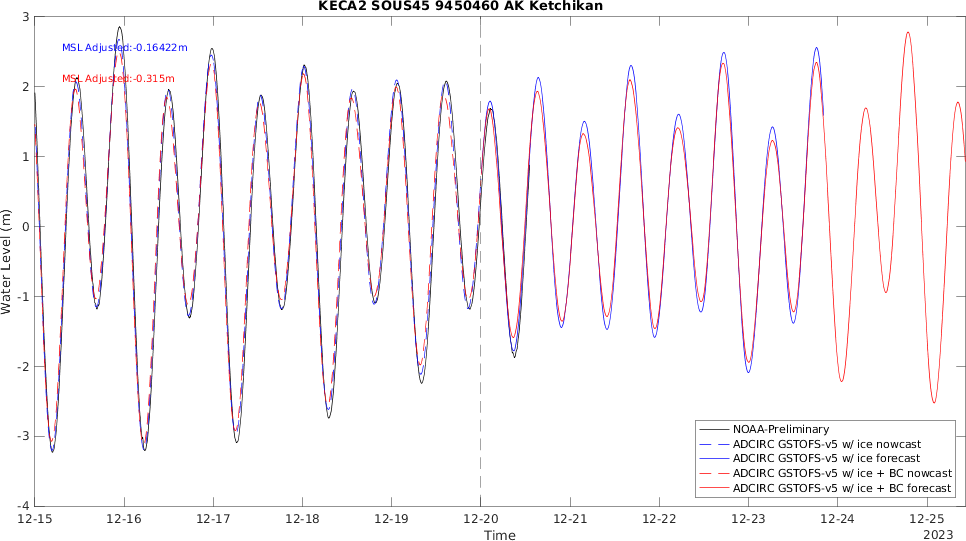 KECA2 SOUS45 9450460 AK Ketchikan
MSL Adjusted:-0.16422m
MSL Adjusted:-0.315m
3
2
1
0
-1
-2
-3
-4
Water Level (m)
NOAA-Preliminary
ADCIRC GSTOFS-v5 w/ ice nowcast
ADCIRC GSTOFS-v5 w/ ice forecast
ADCIRC GSTOFS-v5 w/ ice + BC nowcast
ADCIRC GSTOFS-v5 w/ ice + BC forecast
12-15 12-16 12-17 12-18 12-19 12-20 12-21 12-22 12-23 12-24 12-25
Time
2023